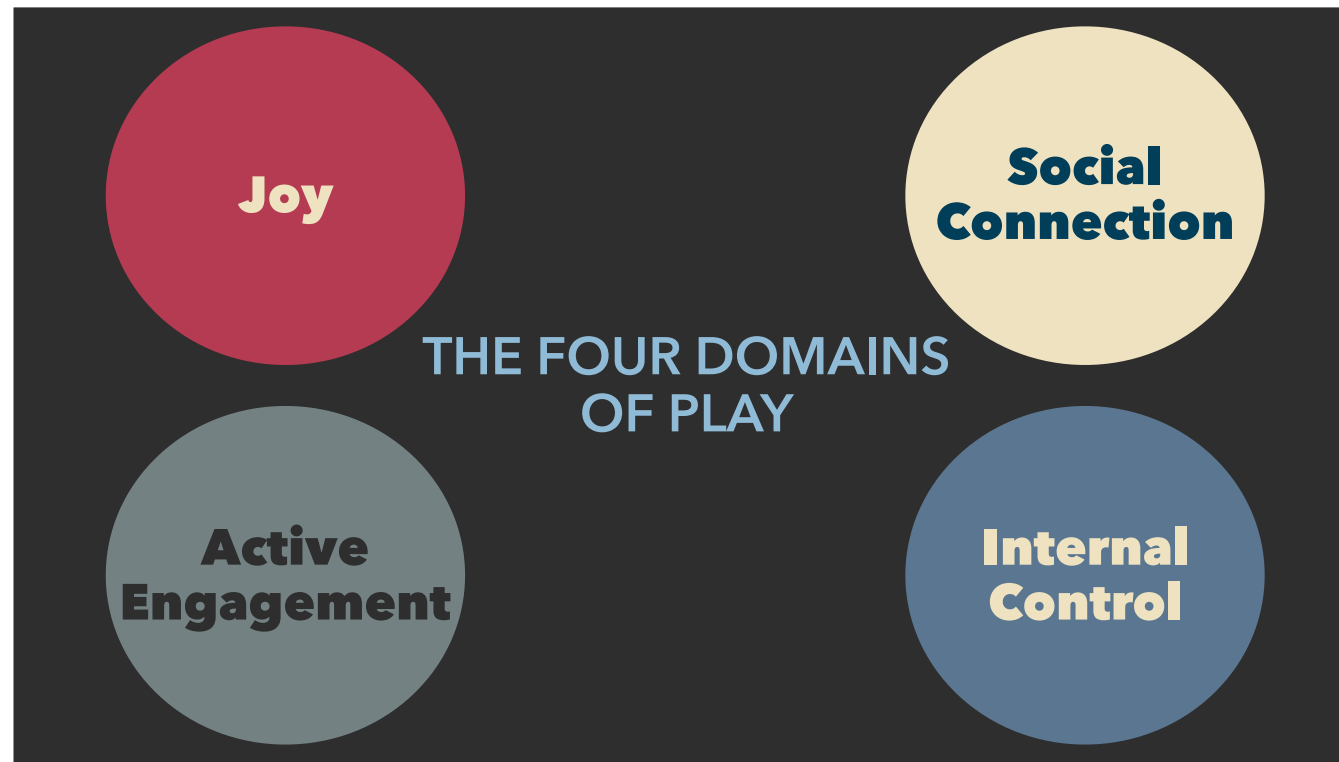 Joy
Social
Connection
THE FOUR DOMAINS
OF PLAY
Active
Engagement
Internal
Control